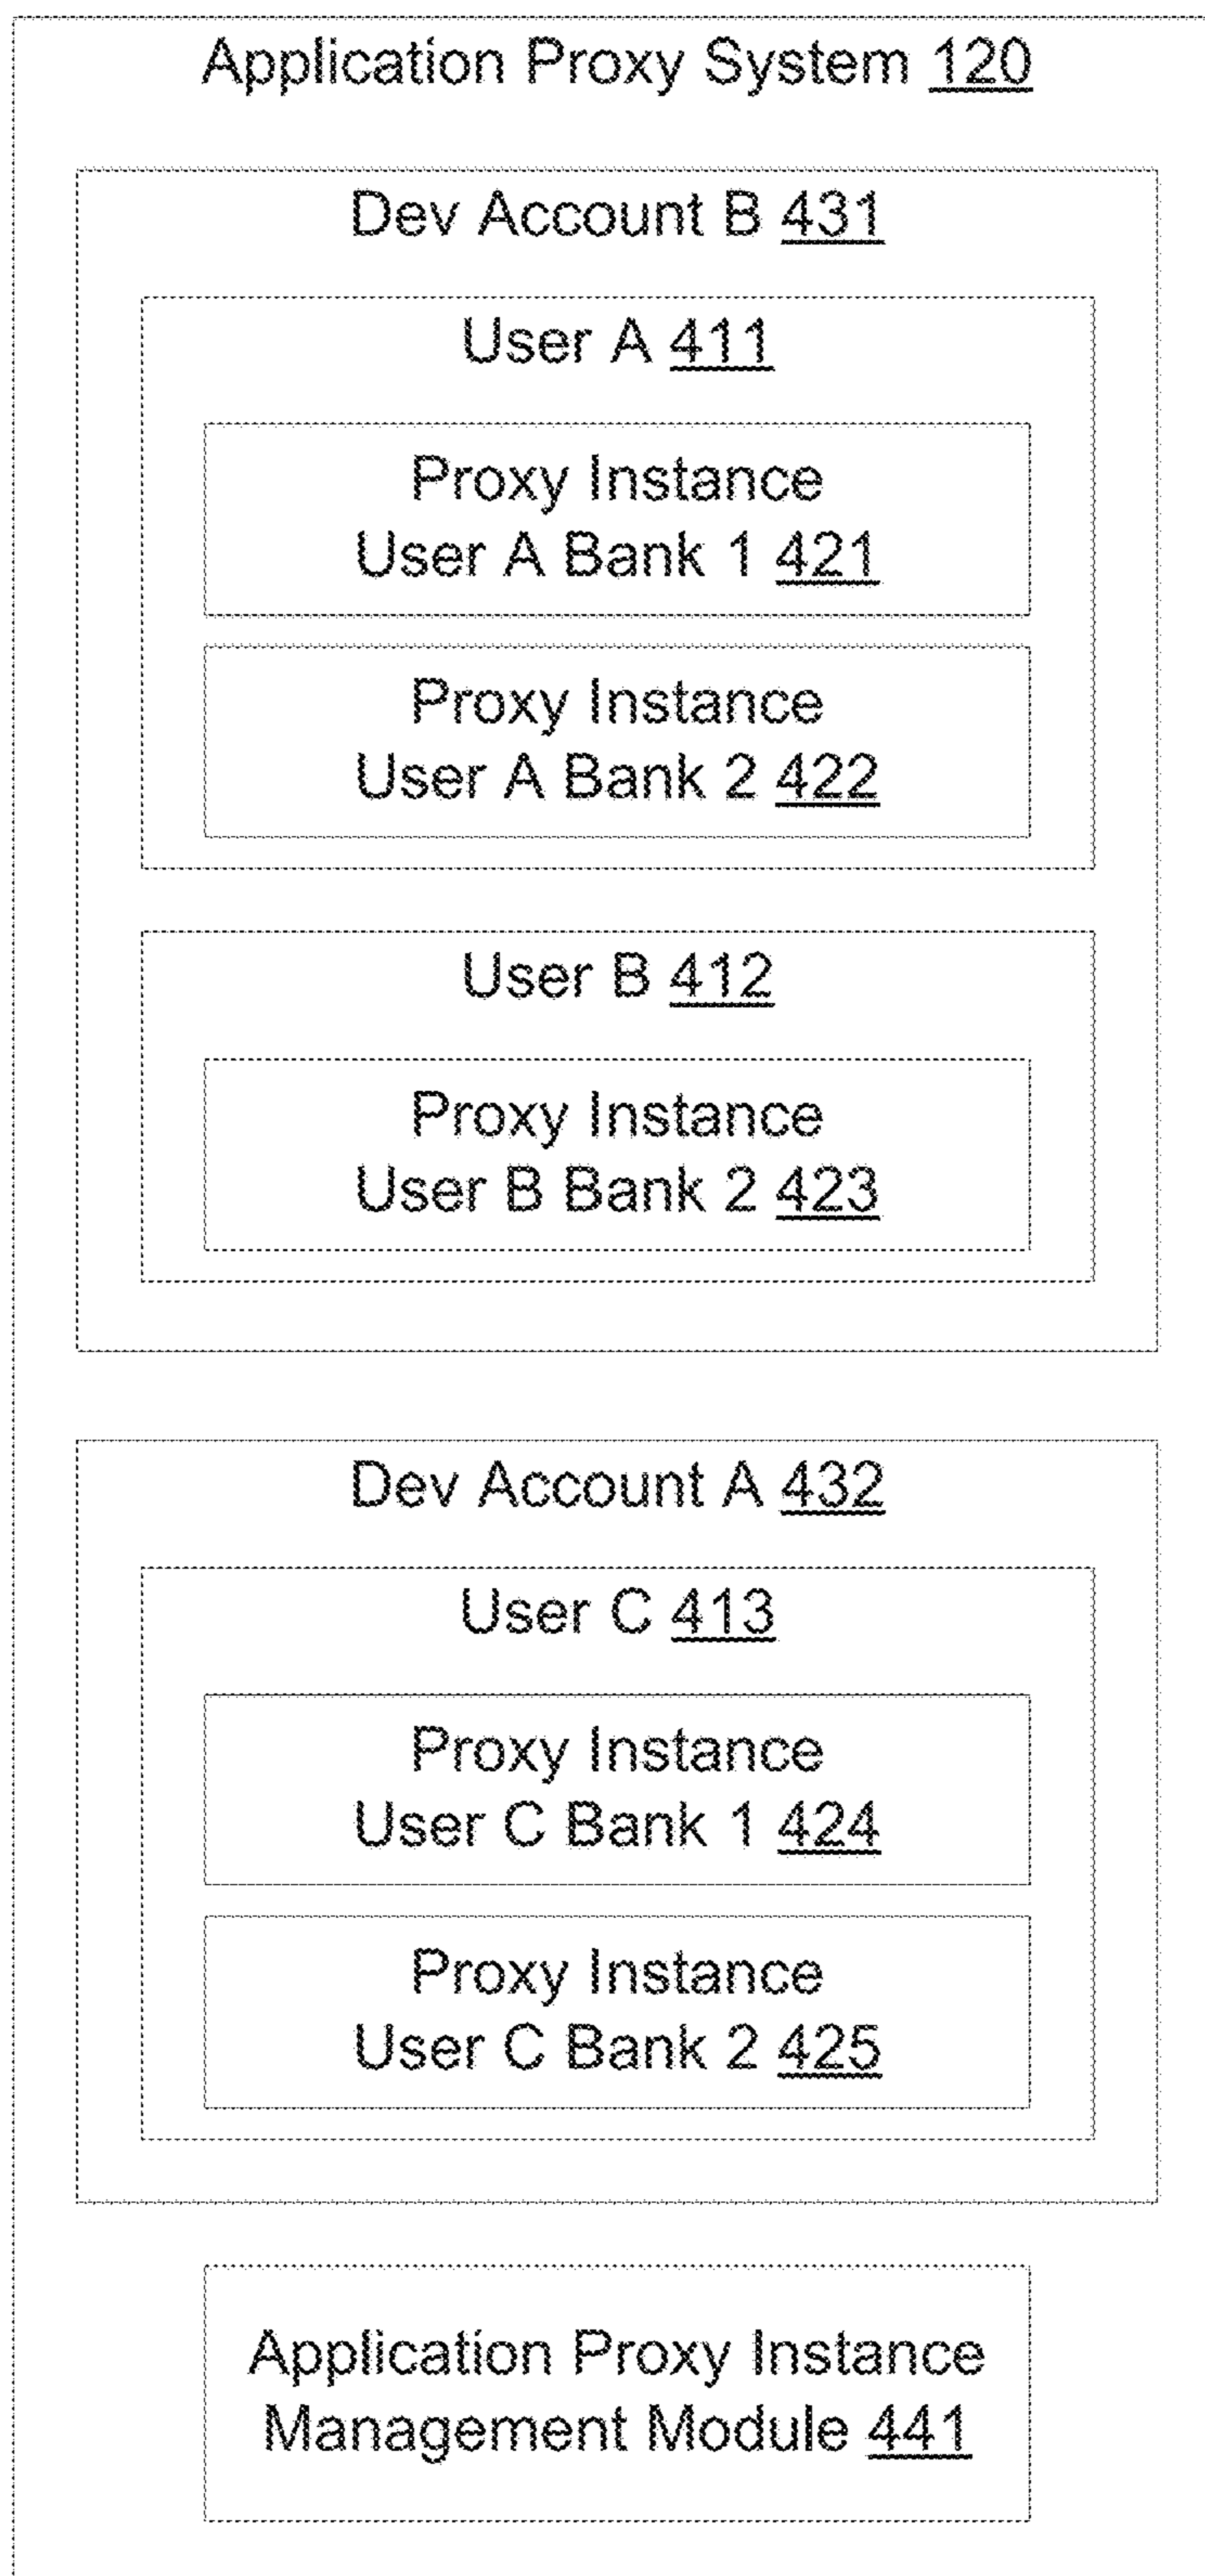 Application Proxy System 120
Dev Account B 431
User A 411
Proxy Instance
User A Bank 1 421
Proxy Instance
User A Bank 2 422
User B 412
Proxy Instance
User B Bank 2 423
Dev Account A 432
User C 413
Proxy Instance
User C Bank 1 424
Proxy Instance
User C Bank 2 425
Application Proxy Instance
Management Module 441